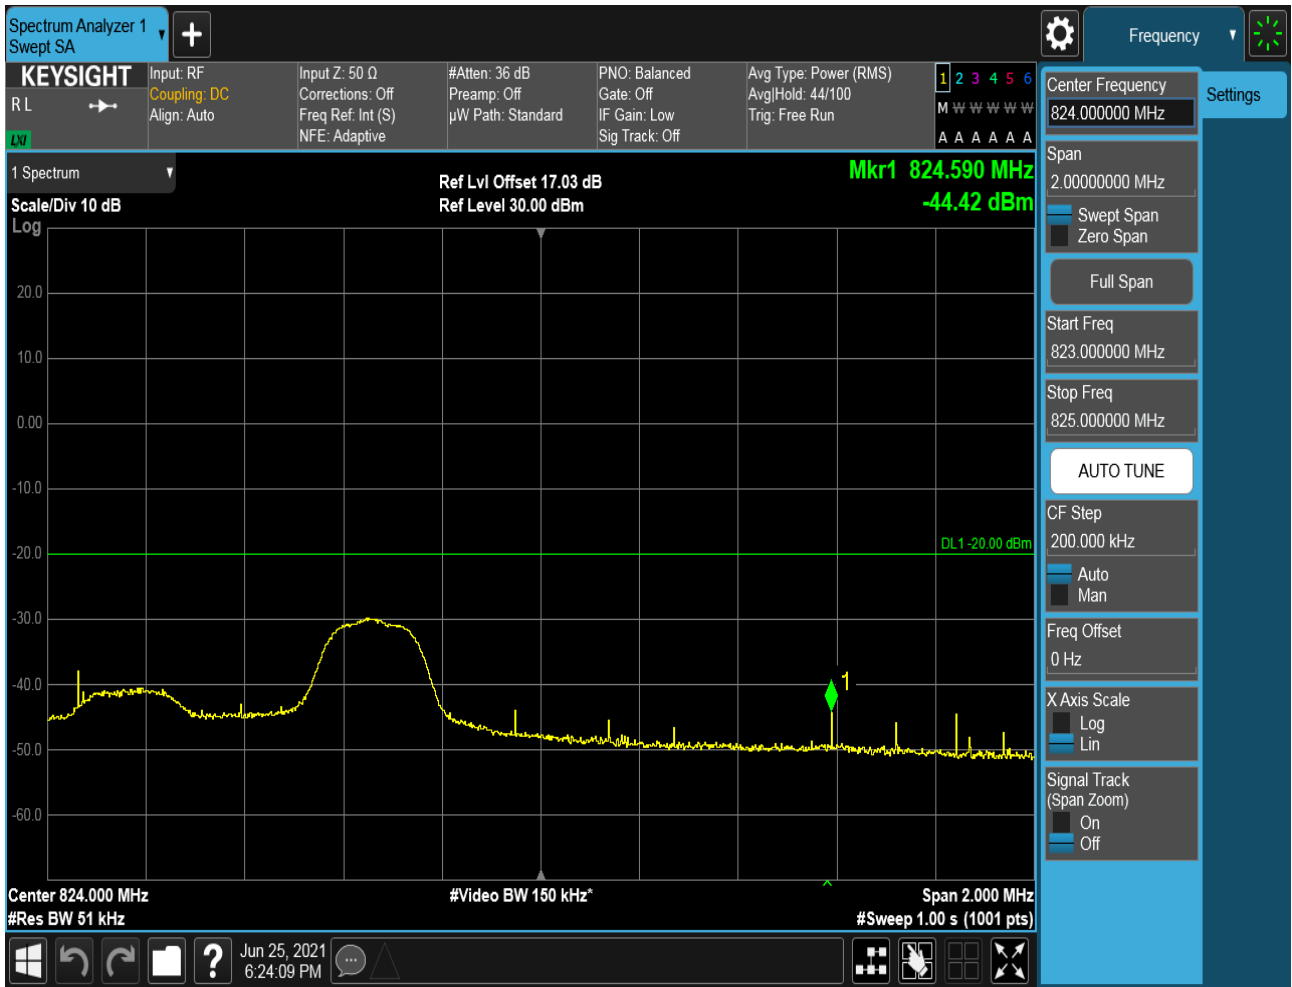 Spectrum Analyzer 1
Swept SA
Frequency
KEYSIGHT
R L
LXI
Input: RF
Coupling: DC
Align: Auto
Input Z: 50 Ω
Corrections: Off
Freq Ref: Int (S)
NFE: Adaptive
#Atten: 36 dB
Preamp: Off
µW Path: Standard
PNO: Balanced
Gate: Off
IF Gain: Low
Sig Track: Off
Avg Type: Power (RMS)
Avg|Hold: 44/100
Trig: Free Run
1 2 3 4 5 6
M W W W W W
A A A A A A
1 Spectrum
Scale/Div 10 dB
Log
Ref Lvl Offset 17.03 dB
Ref Level 30.00 dBm
Mkr1 824.590 MHz
-44.42 dBm
20.0
10.0
0.00
-10.0
-20.0
-30.0
-40.0
-50.0
-60.0
DL1 -20.00 dBm
1
Center 824.000 MHz
#Res BW 51 kHz
#Video BW 150 kHz*
Span 2.000 MHz
#Sweep 1.00 s (1001 pts)
?
Jun 25, 2021
6:24:09 PM
Center Frequency
824.000000 MHz
Settings
Span
2.00000000 MHz
Swept Span
Zero Span
Full Span
Start Freq
823.000000 MHz
Stop Freq
825.000000 MHz
AUTO TUNE
CF Step
200.000 kHz
Auto
Man
Freq Offset
0 Hz
X Axis Scale
Log
Lin
Signal Track
(Span Zoom)
On
Off